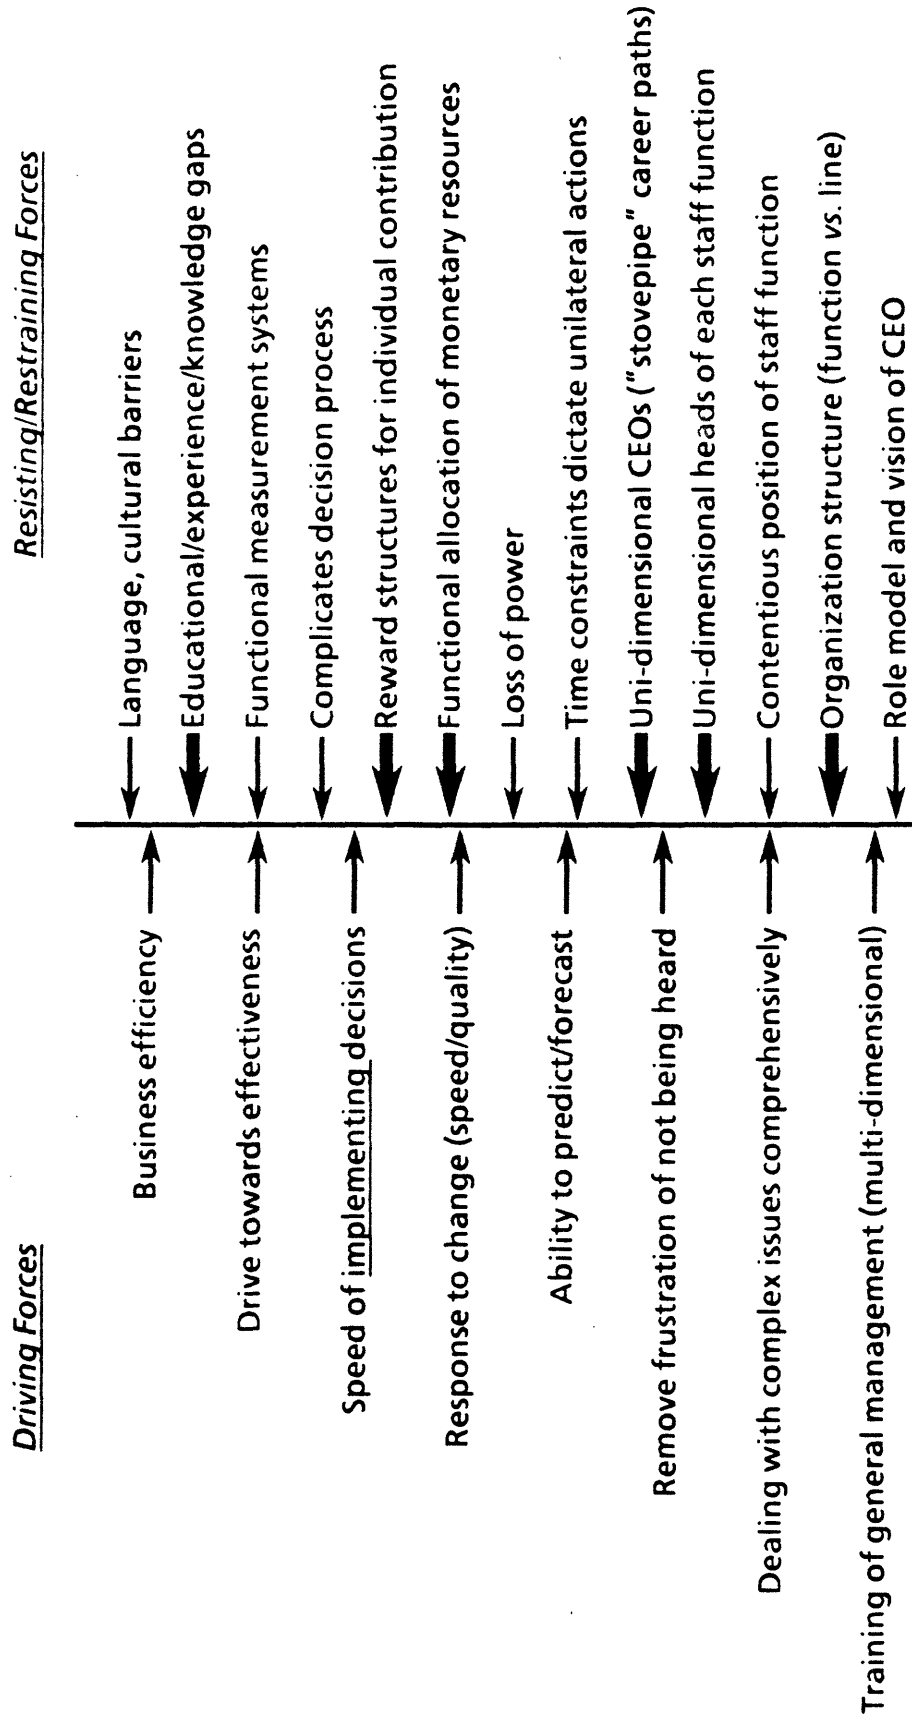 Driving Forces
Business efficiency
Drive towards effectiveness
Speed of implementing decisions
Response to change (speed/quality)
Ability to predict/forecast
Remove frustration of not being heard
Dealing with complex issues comprehensively
Training of general management (multi-dimensional)
Resisting/Restraining Forces
Language, cultural barriers
Educational/experience/knowledge gaps
Functional measurement systems
Complicates decision process
Reward structures for individual contribution
Functional allocation of monetary resources
Loss of power
Time constraints dictate unilateral actions
Uni-dimensional CEOs ("stovepipe" career paths)
Uni-dimensional heads of each staff function
Contentious position of staff function
Organization structure (function vs. line)
Role model and vision of CEO